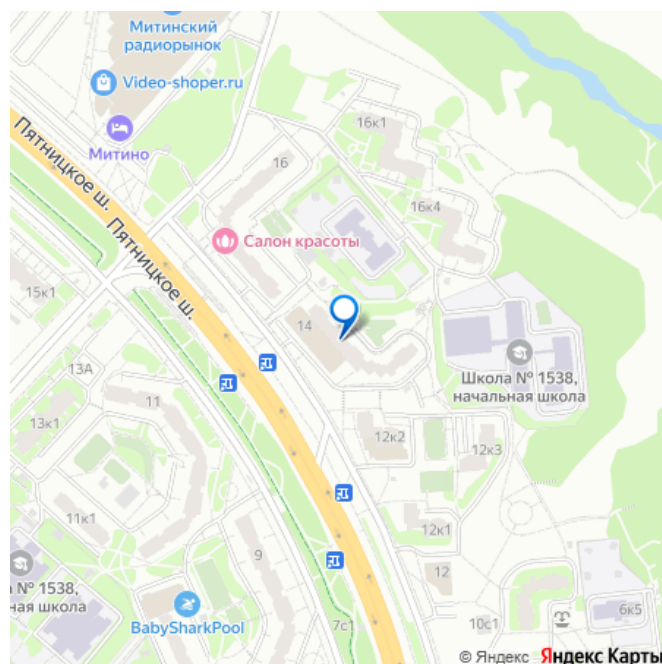 Митинский
радиорынок
Video-shoper.ru
Митино
Пятницкое ш.
Пятницкое ш.
16к1
16
16к4
Салон красоты
15к1
14
13А
Школа № 1538,
начальная школа
11
13к1
12к2
12к3
11к1
12к1
9
12
№ 1538,
ная школа
BabySharkPool
7с1
10с1
6к5
© Яндекс Яндекс Карты